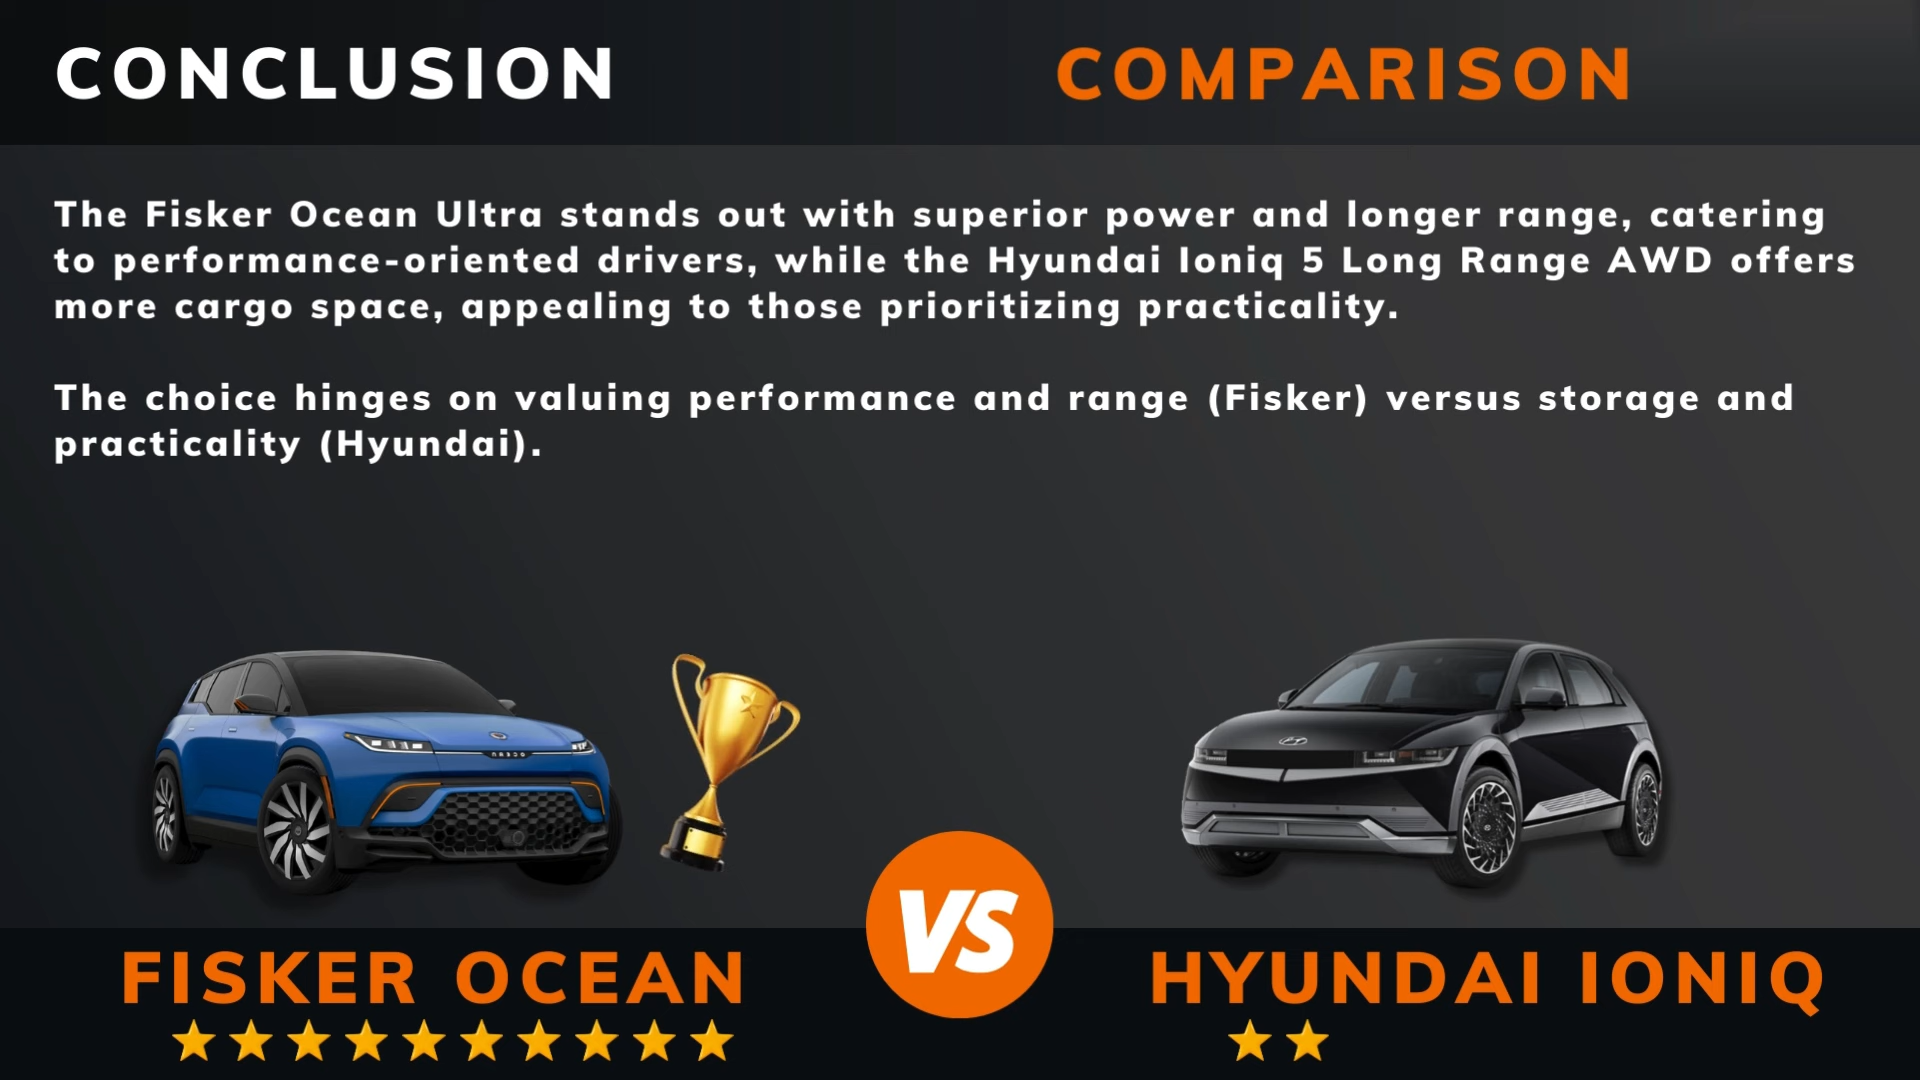 CONCLUSION
COMPARISON
The Fisker Ocean Ultra stands out with superior power and longer range, catering
to performance-oriented drivers, while the Hyundai Ioniq 5 Long Range AWD offers
more cargo space, appealing to those prioritizing practicality.
The choice hinges on valuing performance and range (Fisker) versus storage and
practicality (Hyundai).
VS
FISKER OCEAN
HYUNDAI IONIQ